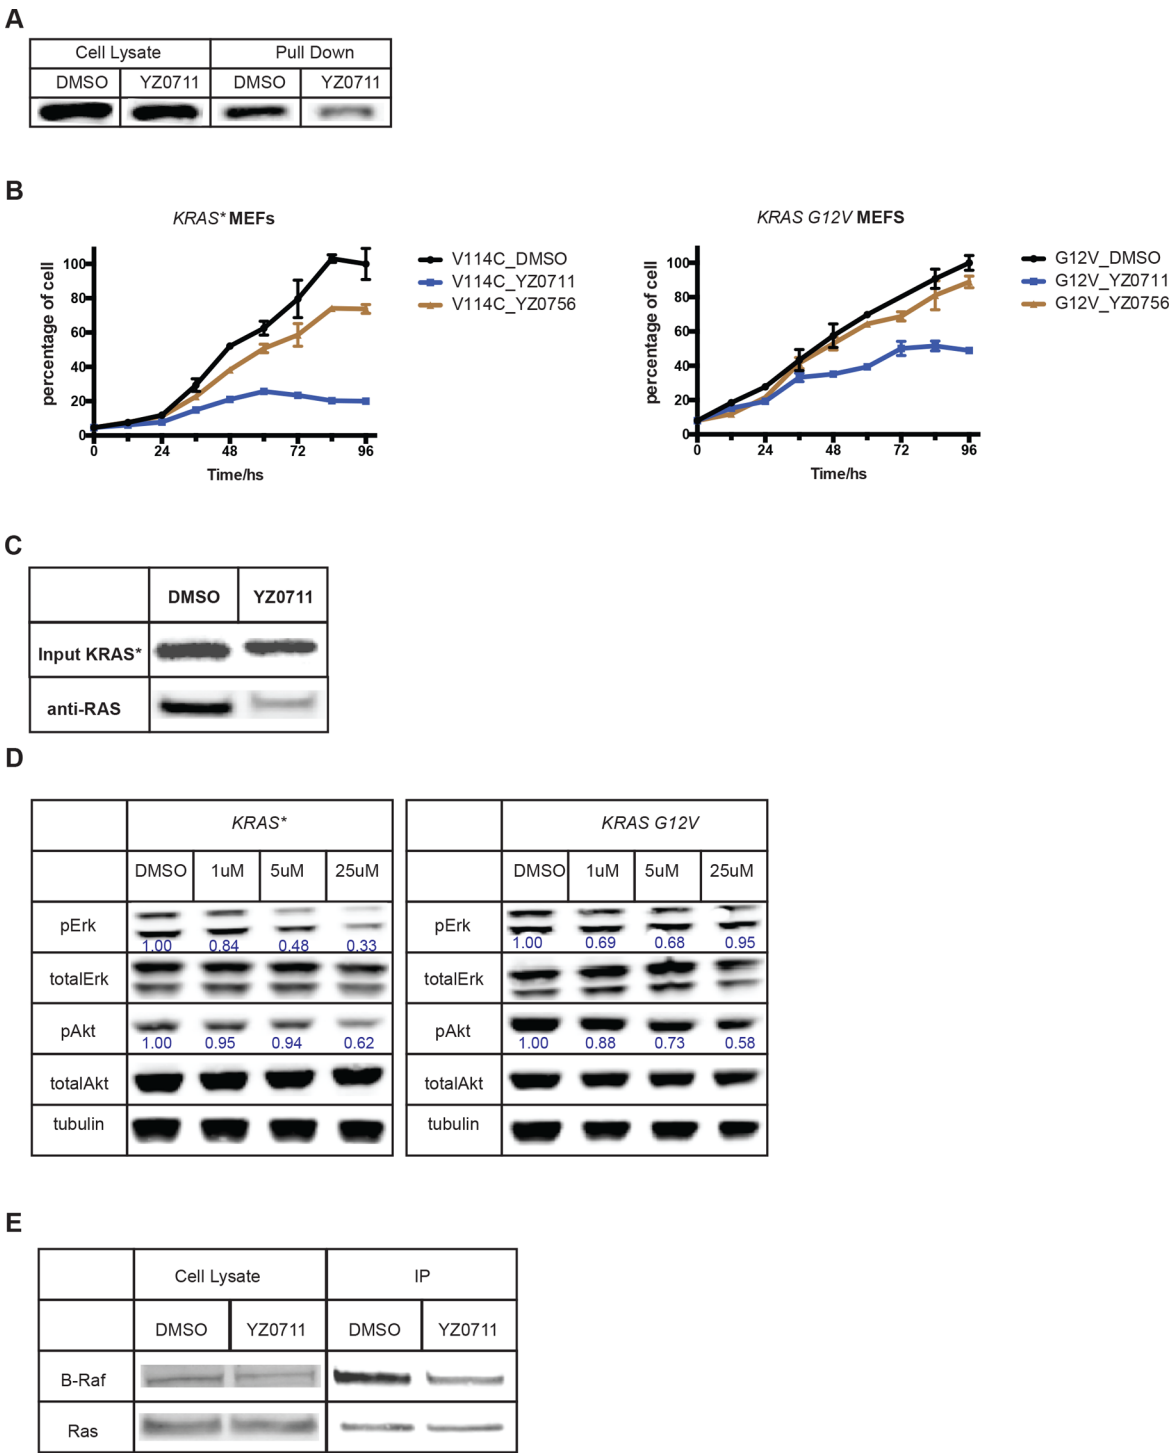 A
Cell Lysate Pull Down
DMSO YZ0711 DMSO YZ0711
B
KRAS* MEFs
percentage of cell
100
80
60
40
20
0
0 24 48 72 96
Time/hs
V114C_DMSO
V114C_YZ0711
V114C_YZ0756
KRAS G12V MEFS
percentage of cell
100
80
60
40
20
0
0 24 48 72 96
Time/hs
G12V_DMSO
G12V_YZ0711
G12V_YZ0756
C
DMSO YZ0711
Input KRAS*
anti-RAS
D
KRAS*
DMSO 1uM 5uM 25uM
pErk
1.00 0.84 0.48 0.33
totalErk
pAkt
1.00 0.95 0.94 0.62
totalAkt
tubulin
KRAS G12V
DMSO 1uM 5uM 25uM
pErk
1.00 0.69 0.68 0.95
totalErk
pAkt
1.00 0.88 0.73 0.58
totalAkt
tubulin
E
Cell Lysate IP
DMSO YZ0711 DMSO YZ0711
B-Raf
Ras